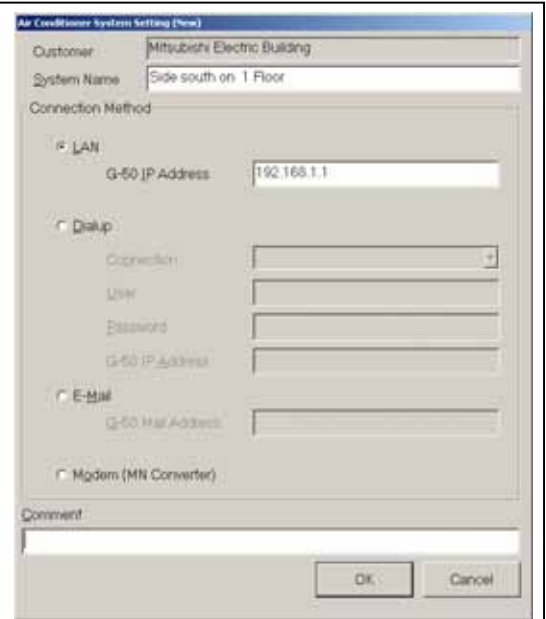 Air Conditioner System Setting (New)
Customer Mitsubishi Electric Building
System Name Side south on 1 Floor
Connection Method
LAN
G-50 IP Address 192.168.1.1
Dialup
Connection
User
Password
G-50 IP Address
E-Mail
G-50 Mail Address
Modem (MN Converter)
Comment
OK Cancel